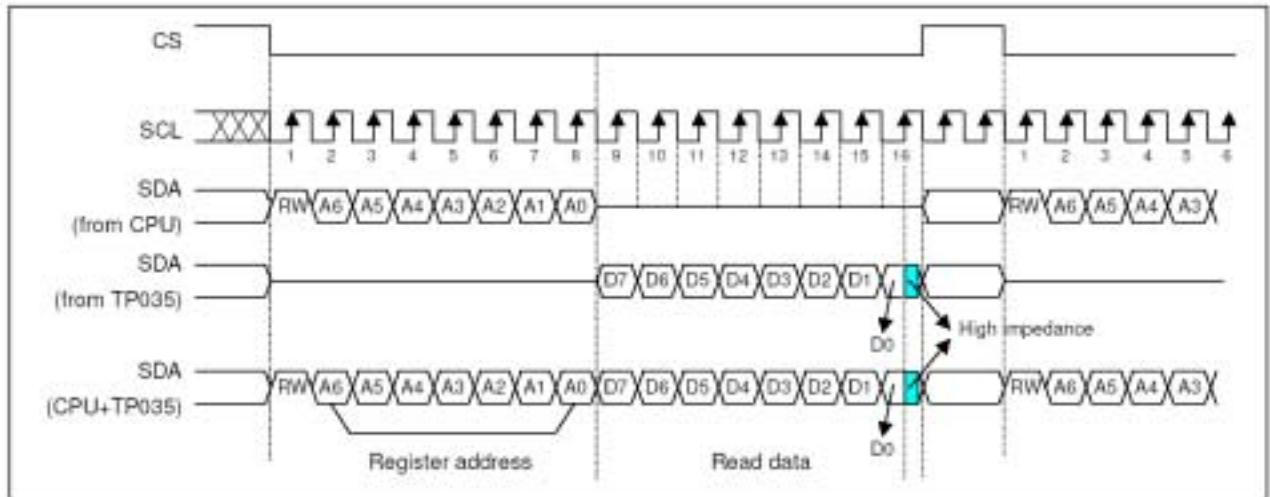 CS
SCL
1 2 3 4 5 6 7 8 9 10 11 12 13 14 15 16 1 2 3 4 5 6
SDA
(from CPU)
RW A6 A5 A4 A3 A2 A1 A0 RW A6 A5 A4 A3
SDA
(from TP035)
D7 D6 D5 D4 D3 D2 D1
D0
High impedance
SDA
(CPU+TP035)
RW A6 A5 A4 A3 A2 A1 A0 D7 D6 D5 D4 D3 D2 D1 RW A6 A5 A4 A3
D0
Register address Read data